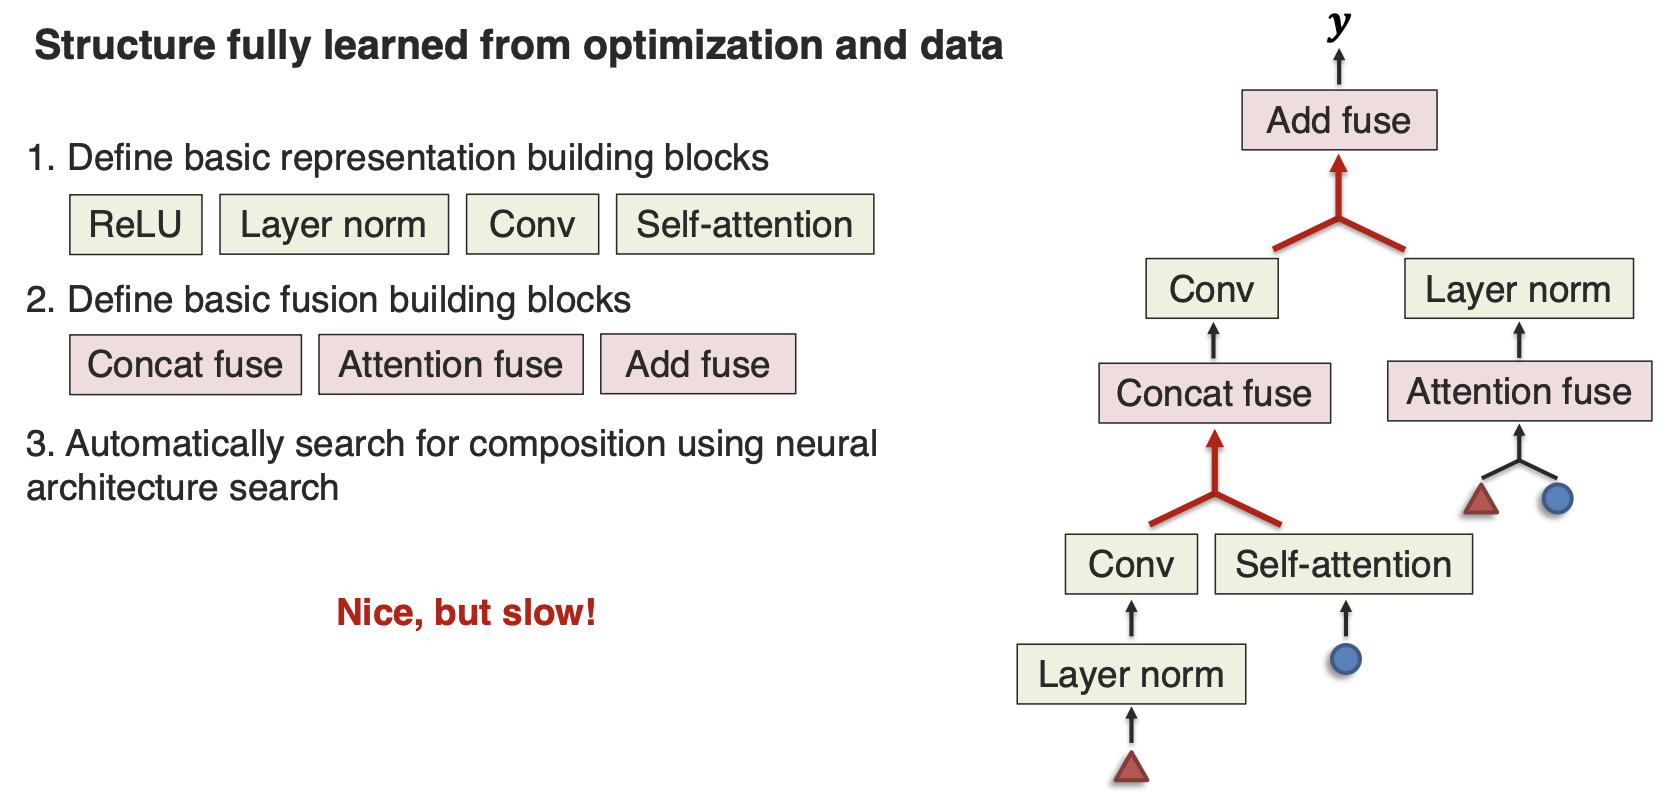 Structure fully learned from optimization and data
1. Define basic representation building blocks
ReLU
Layer norm
Conv
Self-attention
2. Define basic fusion building blocks
Concat fuse
Attention fuse
Add fuse
3. Automatically search for composition using neural
architecture search
Nice, but slow!
y
Add fuse
Conv
Layer norm
Concat fuse
Attention fuse
Conv
Self-attention
Layer norm